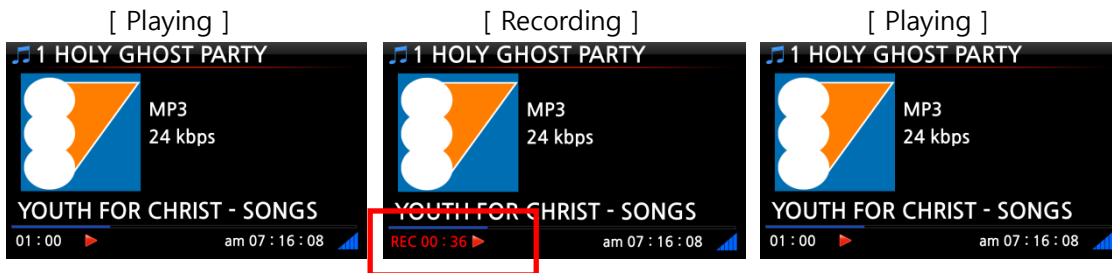 [ Playing ]
1 HOLY GHOST PARTY
MP3
24 kbps
YOUTH FOR CHRIST - SONGS
01 : 00 am 07 : 16 : 08
[ Recording ]
1 HOLY GHOST PARTY
MP3
24 kbps
YOUTH FOR CHRIST - SONGS
REC 00 : 36 am 07 : 16 : 08
[ Playing ]
1 HOLY GHOST PARTY
MP3
24 kbps
YOUTH FOR CHRIST - SONGS
01 : 00 am 07 : 16 : 08